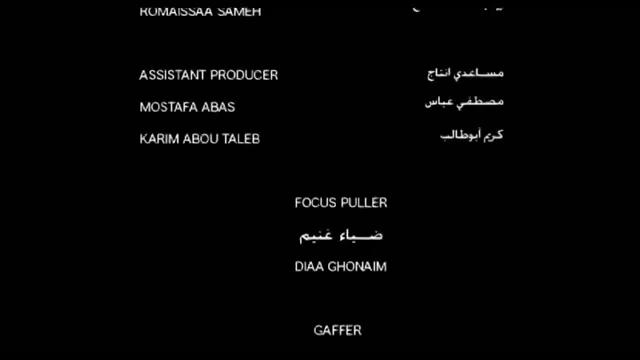 ROMAISSAA SAMEH
ASSISTANT PRODUCER مساعدي انتاج
MOSTAFA ABAS مصطفي عباس
KARIM ABOU TALEB كريم أبوطالب
FOCUS PULLER
ضياء غنيم
DIAA GHONAIM
GAFFER